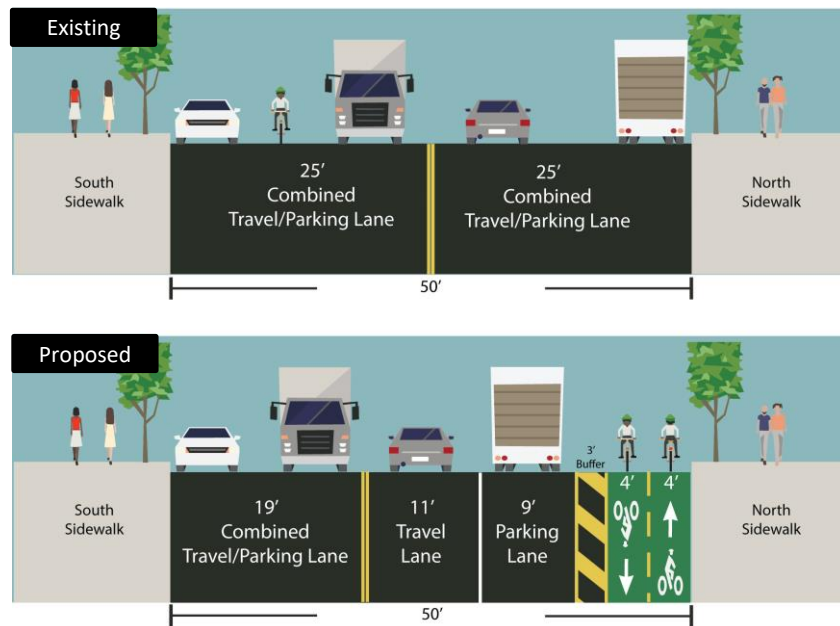 Existing
South
Sidewalk
25’
Combined
Travel/Parking Lane
25’
Combined
Travel/Parking Lane
North
Sidewalk
50’
Proposed
South
Sidewalk
19’
Combined
Travel/Parking Lane
11’
Travel
Lane
9’
Parking
Lane
3’
Buffer
4’
4’
North
Sidewalk
50’